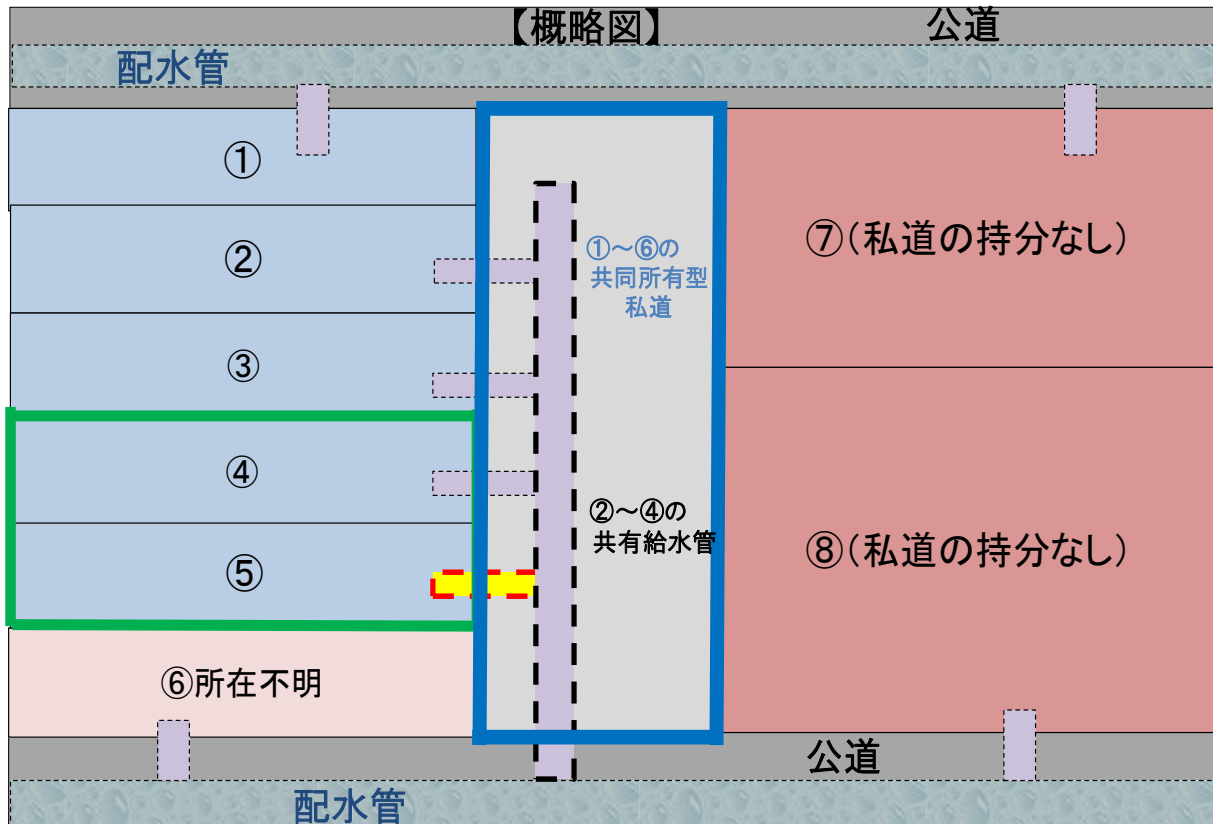 【概略図】
公道
配水管
①
②
③
④
⑤
⑥所在不明
①～⑥の
共同所有型
私道
②～④の
共有給水管
⑦（私道の持分なし）
⑧（私道の持分なし）
公道
配水管